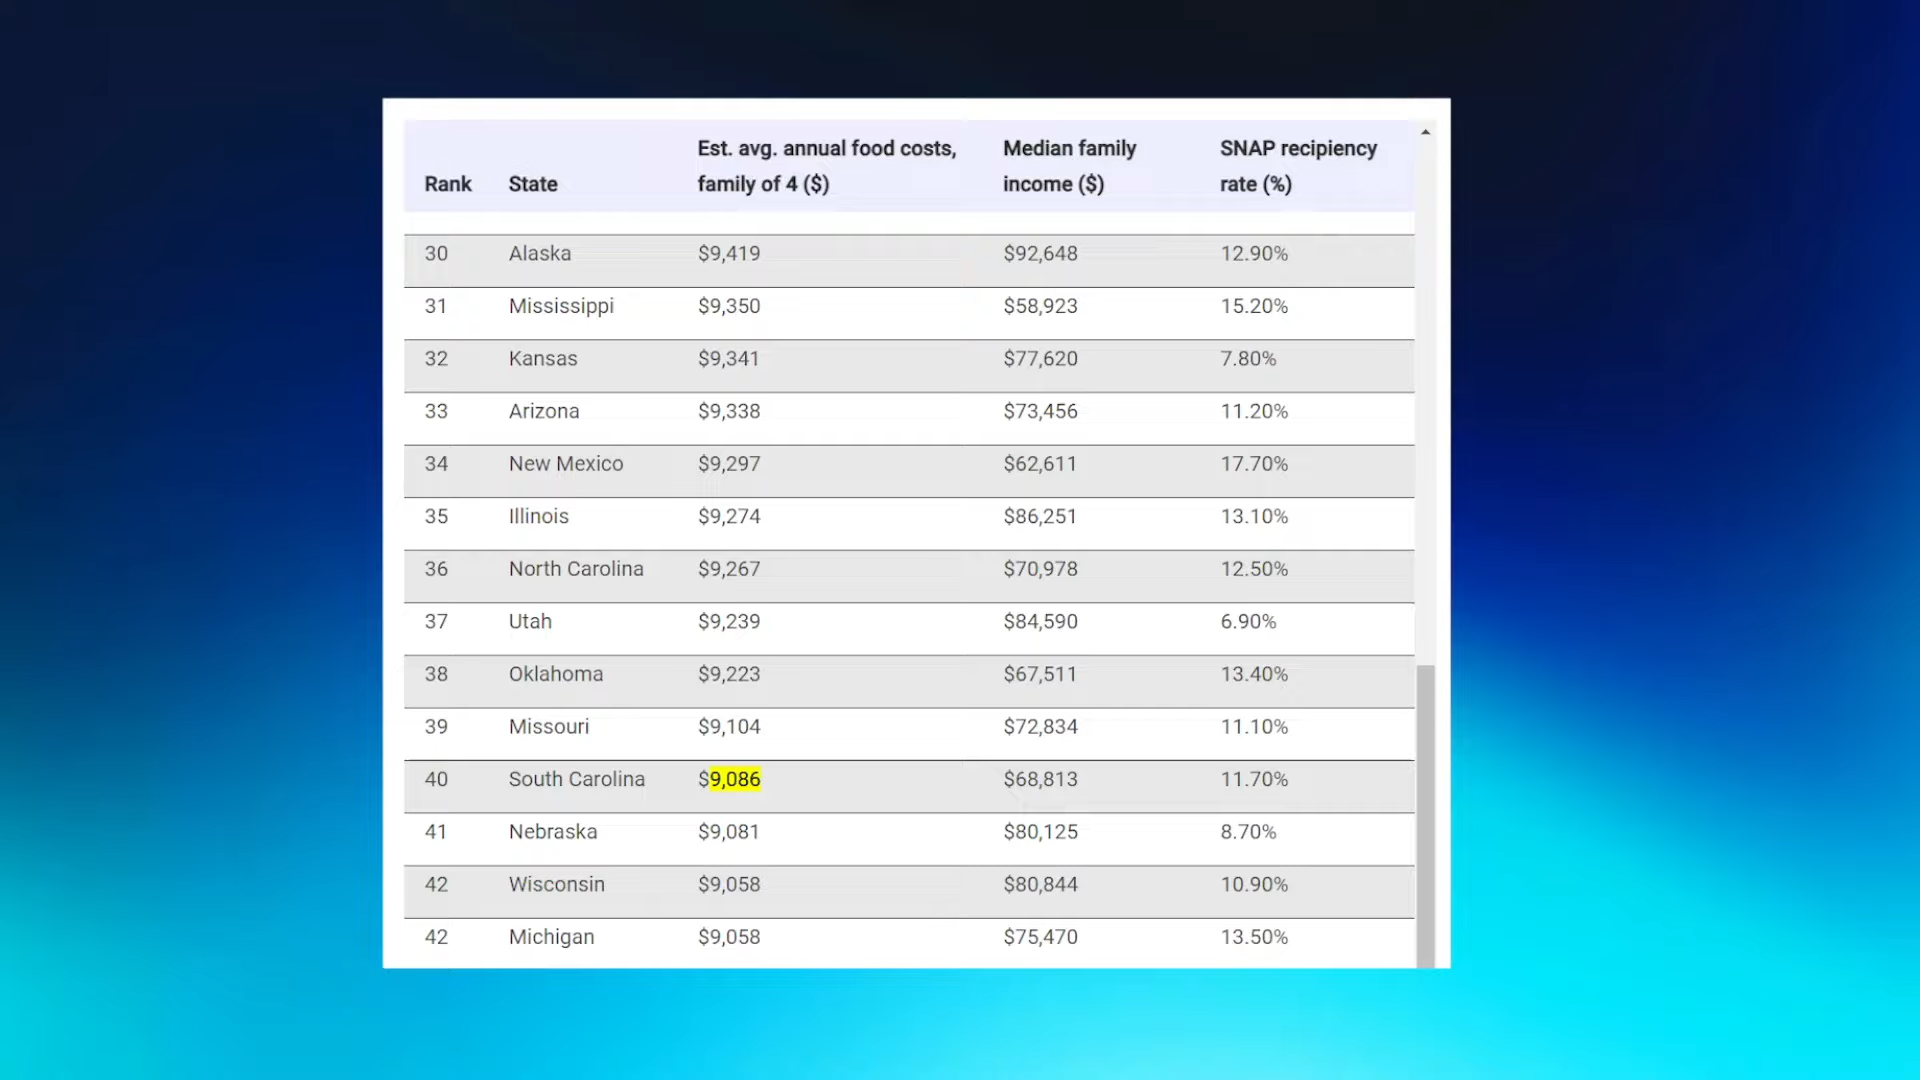 Rank State Est. avg. annual food costs, family of 4 ($) Median family income ($) SNAP recipiency rate (%)
30 Alaska $9,419 $92,648 12.90%
31 Mississippi $9,350 $58,923 15.20%
32 Kansas $9,341 $77,620 7.80%
33 Arizona $9,338 $73,456 11.20%
34 New Mexico $9,297 $62,611 17.70%
35 Illinois $9,274 $86,251 13.10%
36 North Carolina $9,267 $70,978 12.50%
37 Utah $9,239 $84,590 6.90%
38 Oklahoma $9,223 $67,511 13.40%
39 Missouri $9,104 $72,834 11.10%
40 South Carolina $9,086 $68,813 11.70%
41 Nebraska $9,081 $80,125 8.70%
42 Wisconsin $9,058 $80,844 10.90%
42 Michigan $9,058 $75,470 13.50%